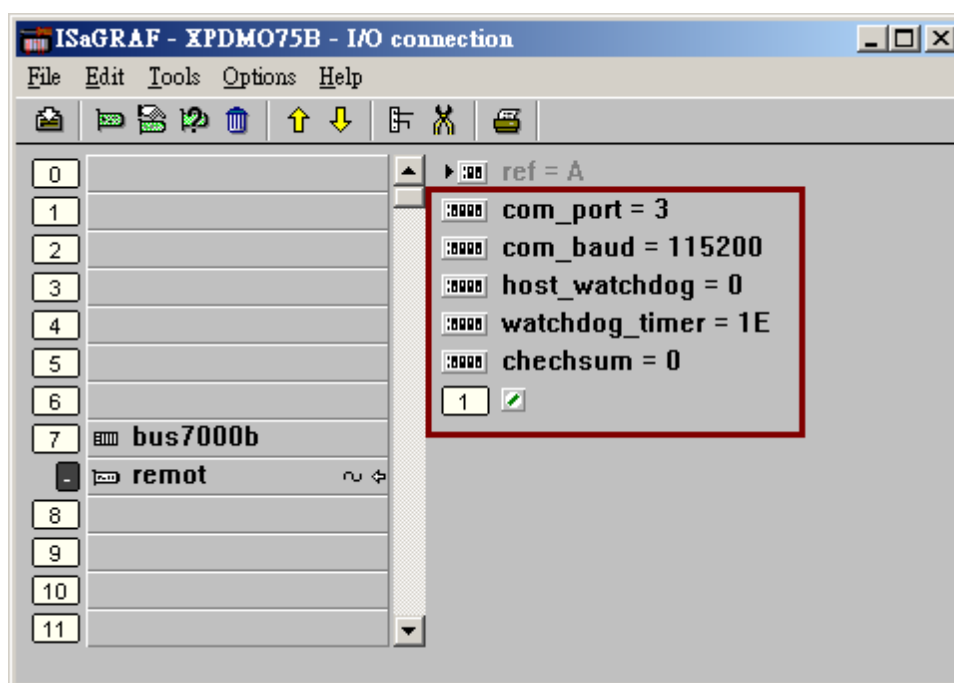 ISaGRAF - XPDMO75B - I/O connection
File Edit Tools Options Help
0
1
2
3
4
5
6
7 bus7000b
- remot
8
9
10
11
ref = A
com_port = 3
com_baud = 115200
host_watchdog = 0
watchdog_timer = 1E
chechsum = 0
1